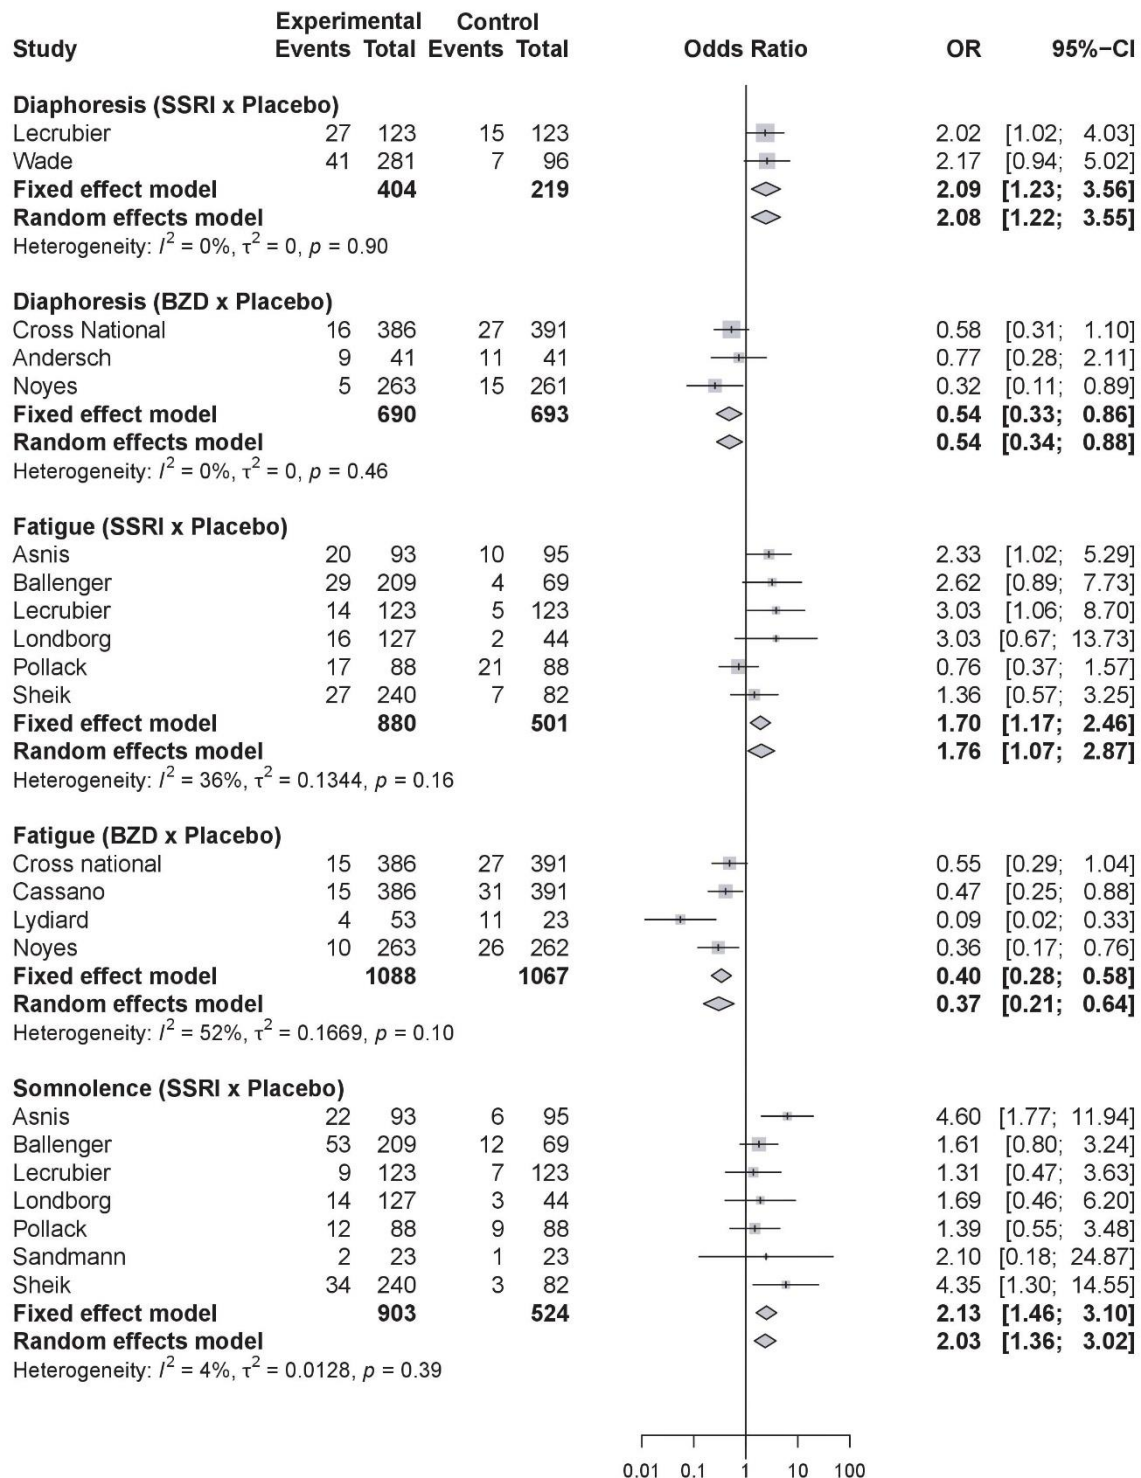 Experimental Control
Study Events Total Events Total Odds Ratio OR 95%−CI
Diaphoresis (SSRI x Placebo)
Lecrubier 27 123 15 123 2.02 [1.02; 4.03]
Wade 41 281 7 96 2.17 [0.94; 5.02]
Fixed effect model 404 219 2.09 [1.23; 3.56]
Random effects model 2.08 [1.22; 3.55]
Heterogeneity: I² = 0%, τ² = 0, p = 0.90
Diaphoresis (BZD x Placebo)
Cross National 16 386 27 391 0.58 [0.31; 1.10]
Andersch 9 41 11 41 0.77 [0.28; 2.11]
Noyes 5 263 15 261 0.32 [0.11; 0.89]
Fixed effect model 690 693 0.54 [0.33; 0.86]
Random effects model 0.54 [0.34; 0.88]
Heterogeneity: I² = 0%, τ² = 0, p = 0.46
Fatigue (SSRI x Placebo)
Asnis 20 93 10 95 2.33 [1.02; 5.29]
Ballenger 29 209 4 69 2.62 [0.89; 7.73]
Lecrubier 14 123 5 123 3.03 [1.06; 8.70]
Londborg 16 127 2 44 3.03 [0.67; 13.73]
Pollack 17 88 21 88 0.76 [0.37; 1.57]
Sheik 27 240 7 82 1.36 [0.57; 3.25]
Fixed effect model 880 501 1.70 [1.17; 2.46]
Random effects model 1.76 [1.07; 2.87]
Heterogeneity: I² = 36%, τ² = 0.1344, p = 0.16
Fatigue (BZD x Placebo)
Cross national 15 386 27 391 0.55 [0.29; 1.04]
Cassano 15 386 31 391 0.47 [0.25; 0.88]
Lydiard 4 53 11 23 0.09 [0.02; 0.33]
Noyes 10 263 26 262 0.36 [0.17; 0.76]
Fixed effect model 1088 1067 0.40 [0.28; 0.58]
Random effects model 0.37 [0.21; 0.64]
Heterogeneity: I² = 52%, τ² = 0.1669, p = 0.10
Somnolence (SSRI x Placebo)
Asnis 22 93 6 95 4.60 [1.77; 11.94]
Ballenger 53 209 12 69 1.61 [0.80; 3.24]
Lecrubier 9 123 7 123 1.31 [0.47; 3.63]
Londborg 14 127 3 44 1.69 [0.46; 6.20]
Pollack 12 88 9 88 1.39 [0.55; 3.48]
Sandmann 2 23 1 23 2.10 [0.18; 24.87]
Sheik 34 240 3 82 4.35 [1.30; 14.55]
Fixed effect model 903 524 2.13 [1.46; 3.10]
Random effects model 2.03 [1.36; 3.02]
Heterogeneity: I² = 4%, τ² = 0.0128, p = 0.39
0.01 0.1 1 10 100